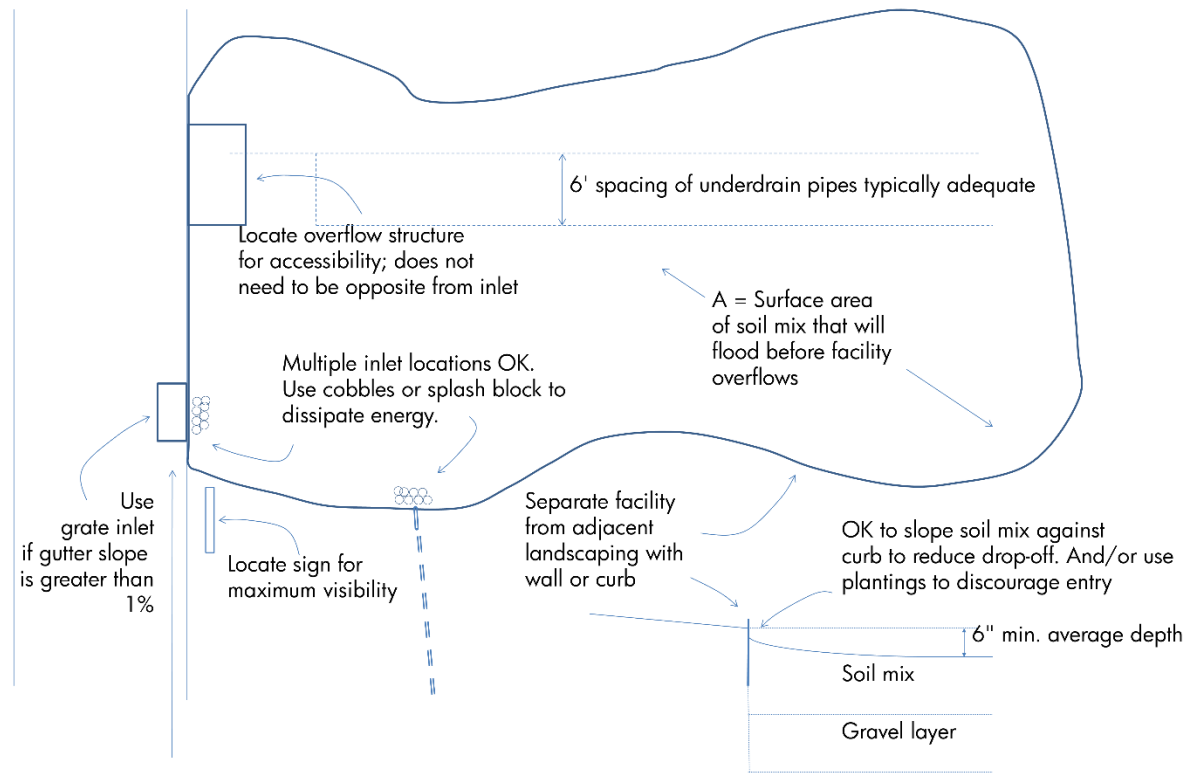 6' spacing of underdrain pipes typically adequate
Locate overflow structure
for accessibility; does not
need to be opposite from inlet
A = Surface area
of soil mix that will
flood before facility
overflows
Multiple inlet locations OK.
Use cobbles or splash block to
dissipate energy.
Use
grate inlet
if gutter slope
is greater than
1%
Locate sign for
maximum visibility
Separate facility
from adjacent
landscaping with
wall or curb
OK to slope soil mix against
curb to reduce drop-off. And/or use
plantings to discourage entry
6" min. average depth
Soil mix
Gravel layer